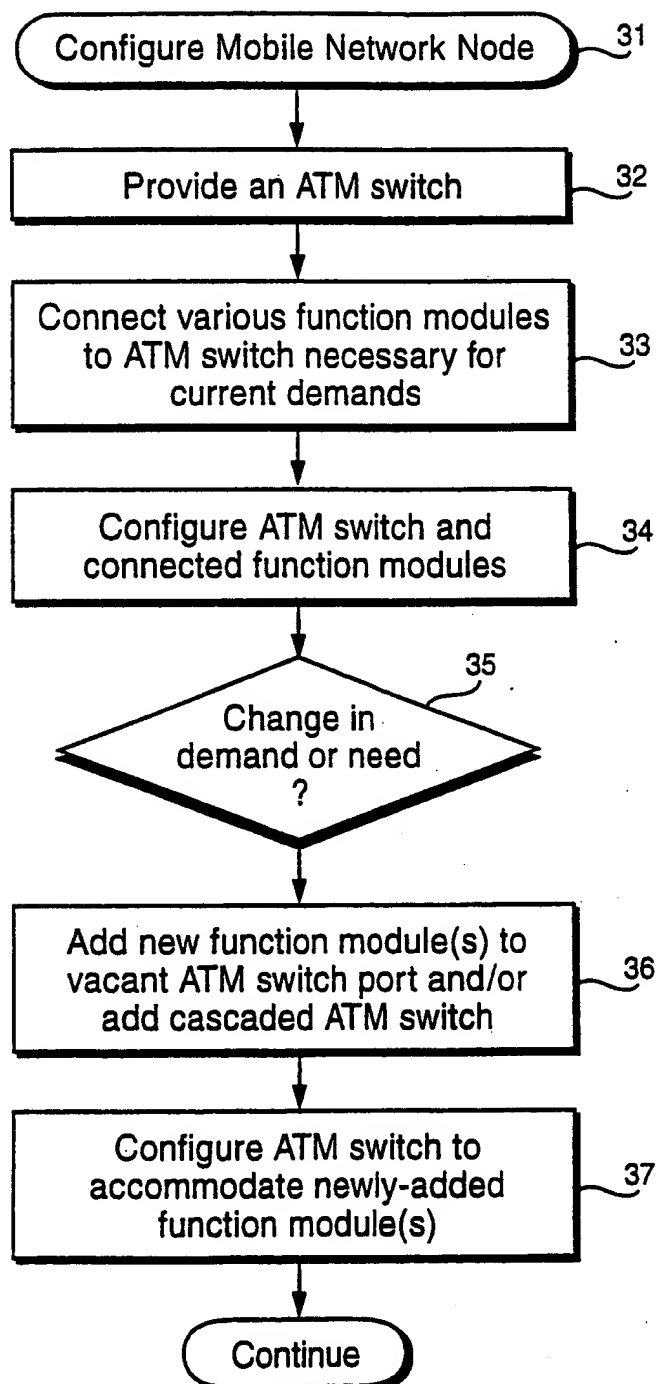 Configure Mobile Network Node
31
Provide an ATM switch
32
Connect various function modules
to ATM switch necessary for
current demands
33
Configure ATM switch and
connected function modules
34
35
Change in
demand or need
?
Add new function module(s) to
vacant ATM switch port and/or
add cascaded ATM switch
36
Configure ATM switch to
accommodate newly-added
function module(s)
37
Continue